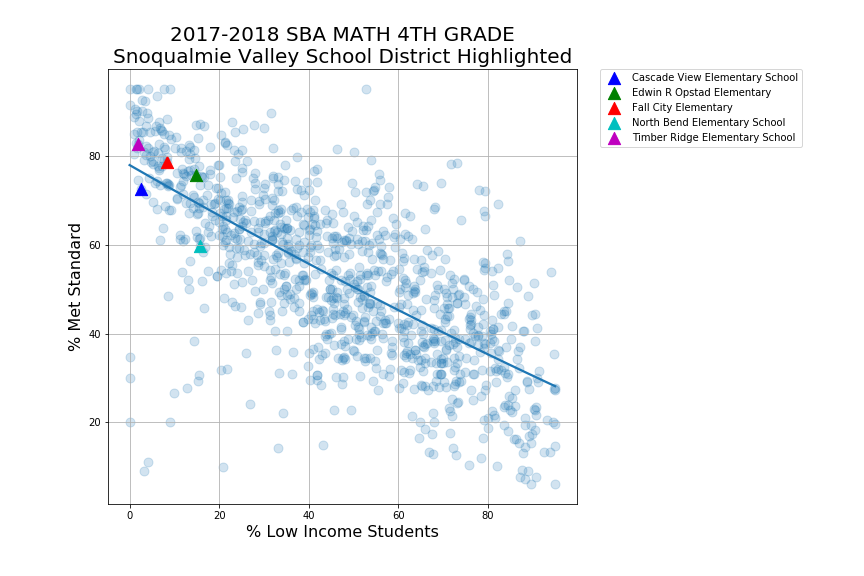 2017-2018 SBA MATH 4TH GRADE
Snoqualmie Valley School District Highlighted
Cascade View Elementary School
Edwin R Opstad Elementary
Fall City Elementary
North Bend Elementary School
Timber Ridge Elementary School
% Met Standard
80
60
40
20
0
20
40
60
80
% Low Income Students